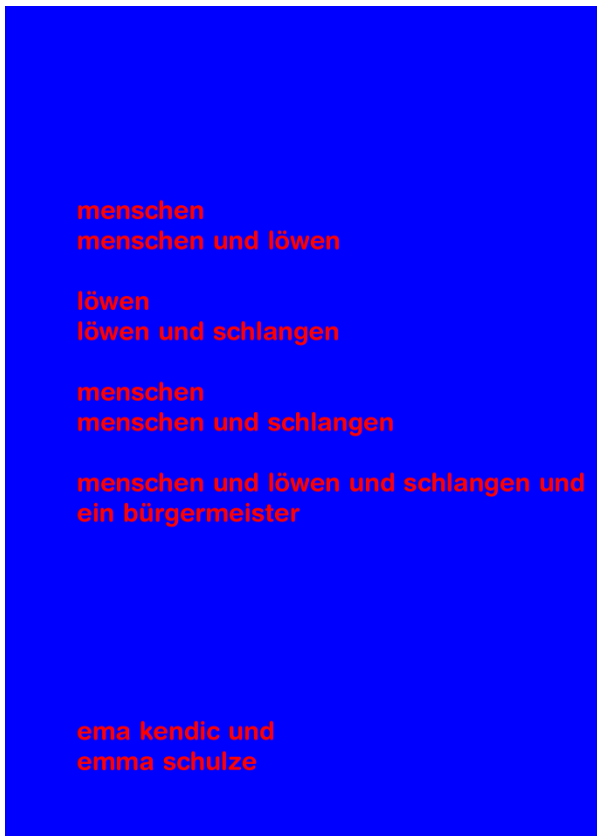 menschen
menschen und löwen
löwen
löwen und schlangen
menschen
menschen und schlangen
menschen und löwen und schlangen und
ein bürgermeister
ema kendic und
emma schulze